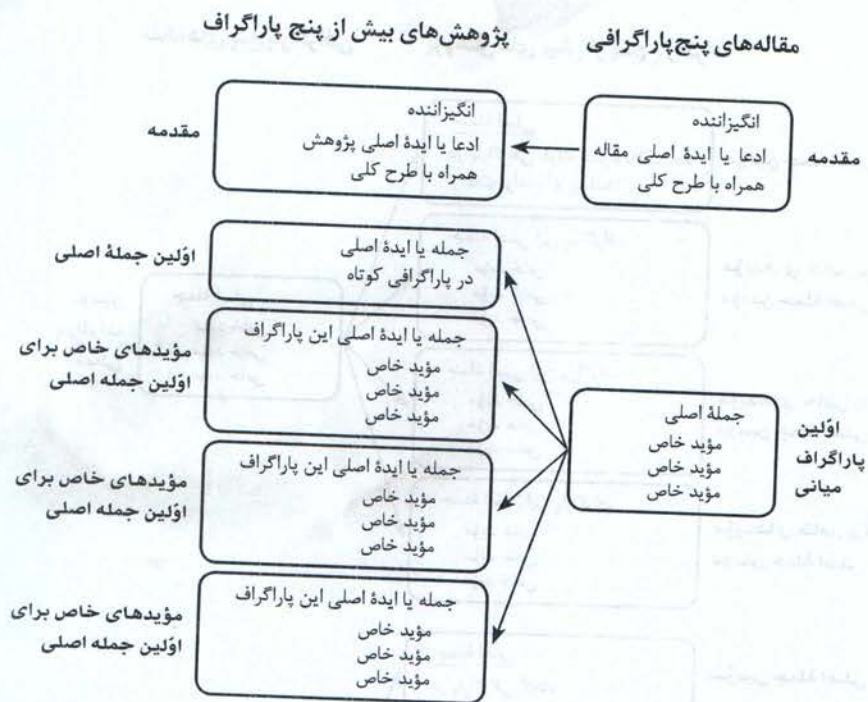 مقاله‌های پنج‌پاراگرافی
پژوهش‌های بیش از پنج پاراگراف
مقدمه
انگیزاننده
ادعا یا ایدهٔ اصلی مقاله
همراه با طرح کلی
انگیزاننده
ادعا یا ایدهٔ اصلی پژوهش
همراه با طرح کلی
مقدمه
اوّلین
پاراگراف
میانی
جملهٔ اصلی
مؤید خاص
مؤید خاص
مؤید خاص
جمله یا ایدهٔ اصلی
در پاراگرافی کوتاه
اوّلین جملهٔ اصلی
جمله یا ایدهٔ اصلی این پاراگراف
مؤید خاص
مؤید خاص
مؤید خاص
مؤیدهای خاص برای
اوّلین جمله اصلی
جمله یا ایدهٔ اصلی این پاراگراف
مؤید خاص
مؤید خاص
مؤید خاص
مؤیدهای خاص برای
اوّلین جمله اصلی
جمله یا ایدهٔ اصلی این پاراگراف
مؤید خاص
مؤید خاص
مؤید خاص
مؤیدهای خاص برای
اوّلین جمله اصلی